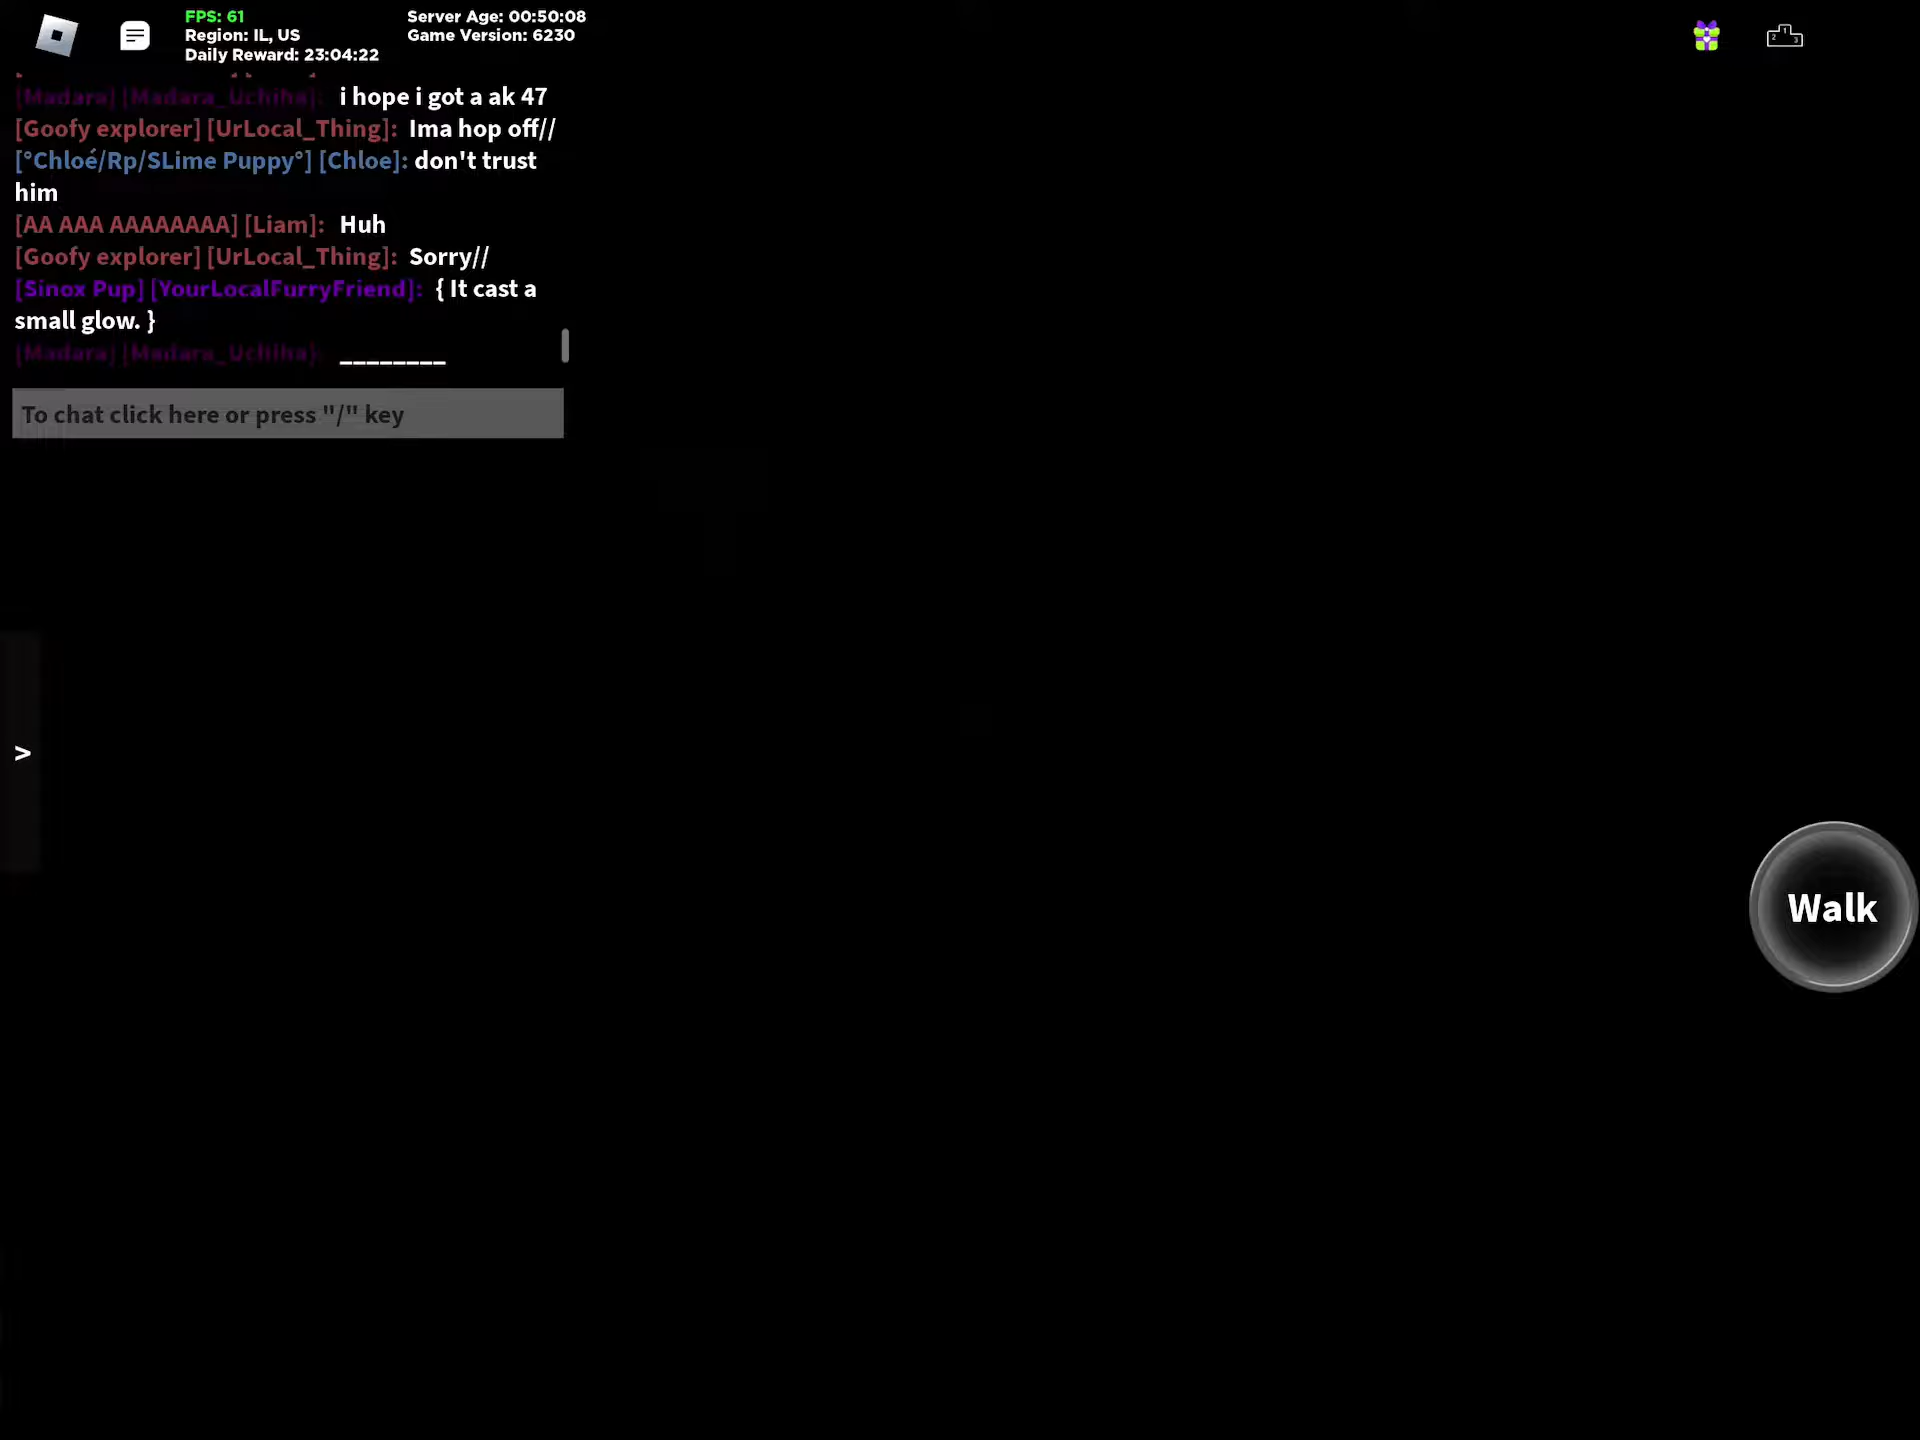 FPS: 61
Region: IL, US
Daily Reward: 23:04:22
Server Age: 00:50:08
Game Version: 6230
[Madara] [Madara_Uchiha]: i hope i got a ak 47
[Goofy explorer] [UrLocal_Thing]: Ima hop off//
[°Chloé/Rp/SLime Puppy°] [Chloe]: don't trust
him
[AA AAA AAAAAAAA] [Liam]: Huh
[Goofy explorer] [UrLocal_Thing]: Sorry//
[Sinox Pup] [YourLocalFurryFriend]: { It cast a
small glow. }
[Madara] [Madara_Uchiha]: ________
To chat click here or press "/" key
>
Walk